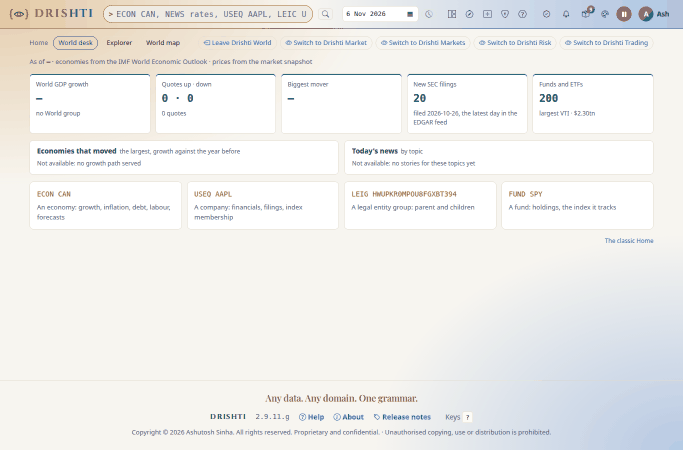 DRISHTI
> ECON CAN, NEWS rates, USEQ AAPL, LEIC U
6 Nov 2026
A Ash
Home World desk Explorer World map Leave Drishti World Switch to Drishti Market Switch to Drishti Markets Switch to Drishti Risk Switch to Drishti Trading
As of — · economies from the IMF World Economic Outlook · prices from the market snapshot
World GDP growth
—
no World group
Quotes up · down
0 · 0
0 quotes
Biggest mover
—
New SEC filings
20
filed 2026-10-26, the latest day in the
EDGAR feed
Funds and ETFs
200
largest VTI · $2.30tn
Economies that moved the largest, growth against the year before
Not available: no growth path served
Today's news by topic
Not available: no stories for these topics yet
ECON CAN
An economy: growth, inflation, debt, labour,
forecasts
USEQ AAPL
A company: financials, filings, index
membership
LEIG HWUPKR0MPOU8FGXBT394
A legal entity group: parent and children
FUND SPY
A fund: holdings, the index it tracks
The classic Home
Any data. Any domain. One grammar.
DRISHTI 2.9.11.g Help About Release notes Keys ?
Copyright © 2026 Ashutosh Sinha. All rights reserved. Proprietary and confidential. · Unauthorised copying, use or distribution is prohibited.